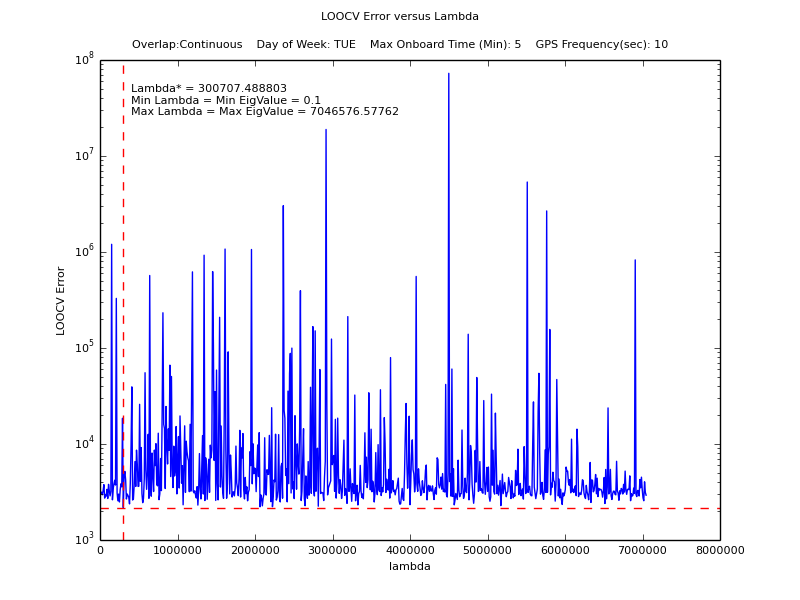 LOOCV Error versus Lambda
Overlap:Continuous    Day of Week: TUE    Max Onboard Time (Min): 5    GPS Frequency(sec): 10
Lambda* = 300707.488803
Min Lambda = Min EigValue = 0.1
Max Lambda = Max EigValue = 7046576.57762
LOOCV Error
10^8
10^7
10^6
10^5
10^4
10^3
0 1000000 2000000 3000000 4000000 5000000 6000000 7000000 8000000
lambda